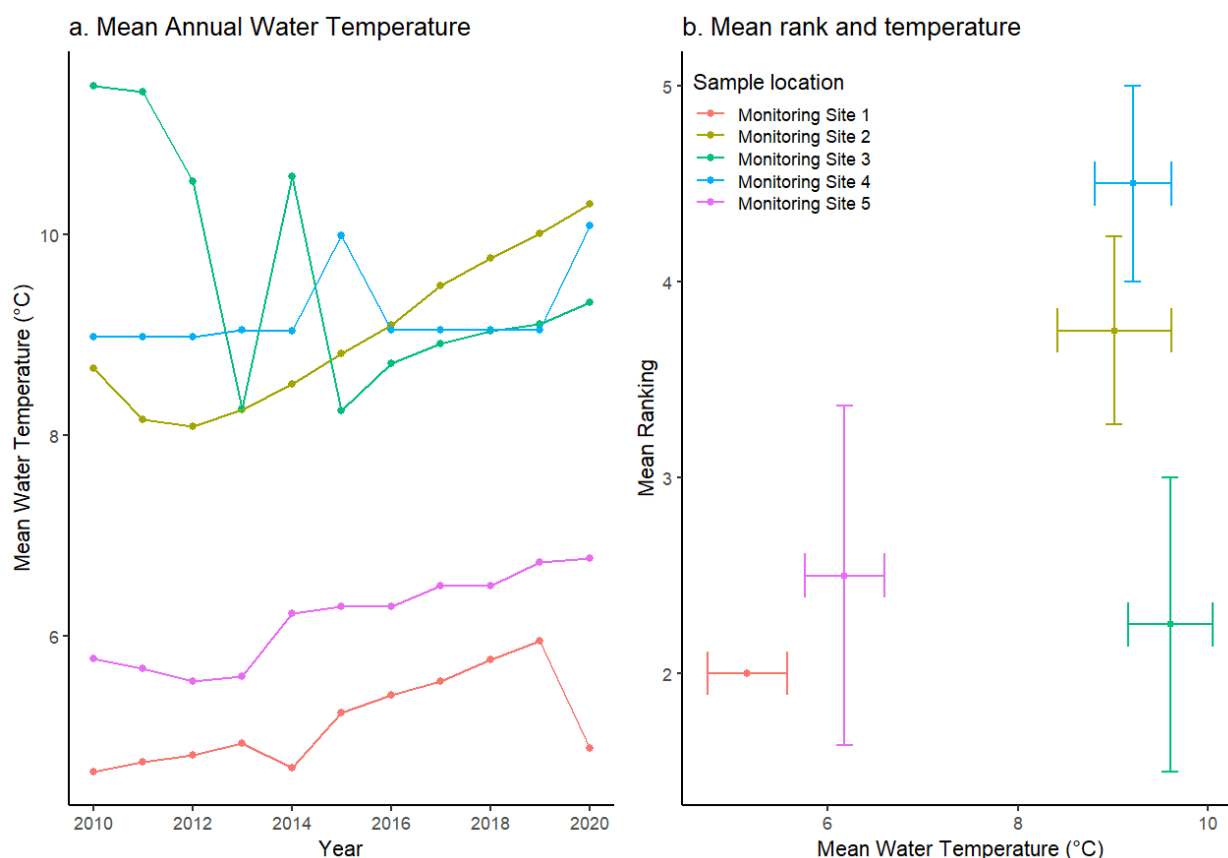 a. Mean Annual Water Temperature
Mean Water Temperature (°C)
10
8
6
2010 2012 2014 2016 2018 2020
Year
b. Mean rank and temperature
Sample location
Monitoring Site 1
Monitoring Site 2
Monitoring Site 3
Monitoring Site 4
Monitoring Site 5
Mean Ranking
5
4
3
2
6 8 10
Mean Water Temperature (°C)